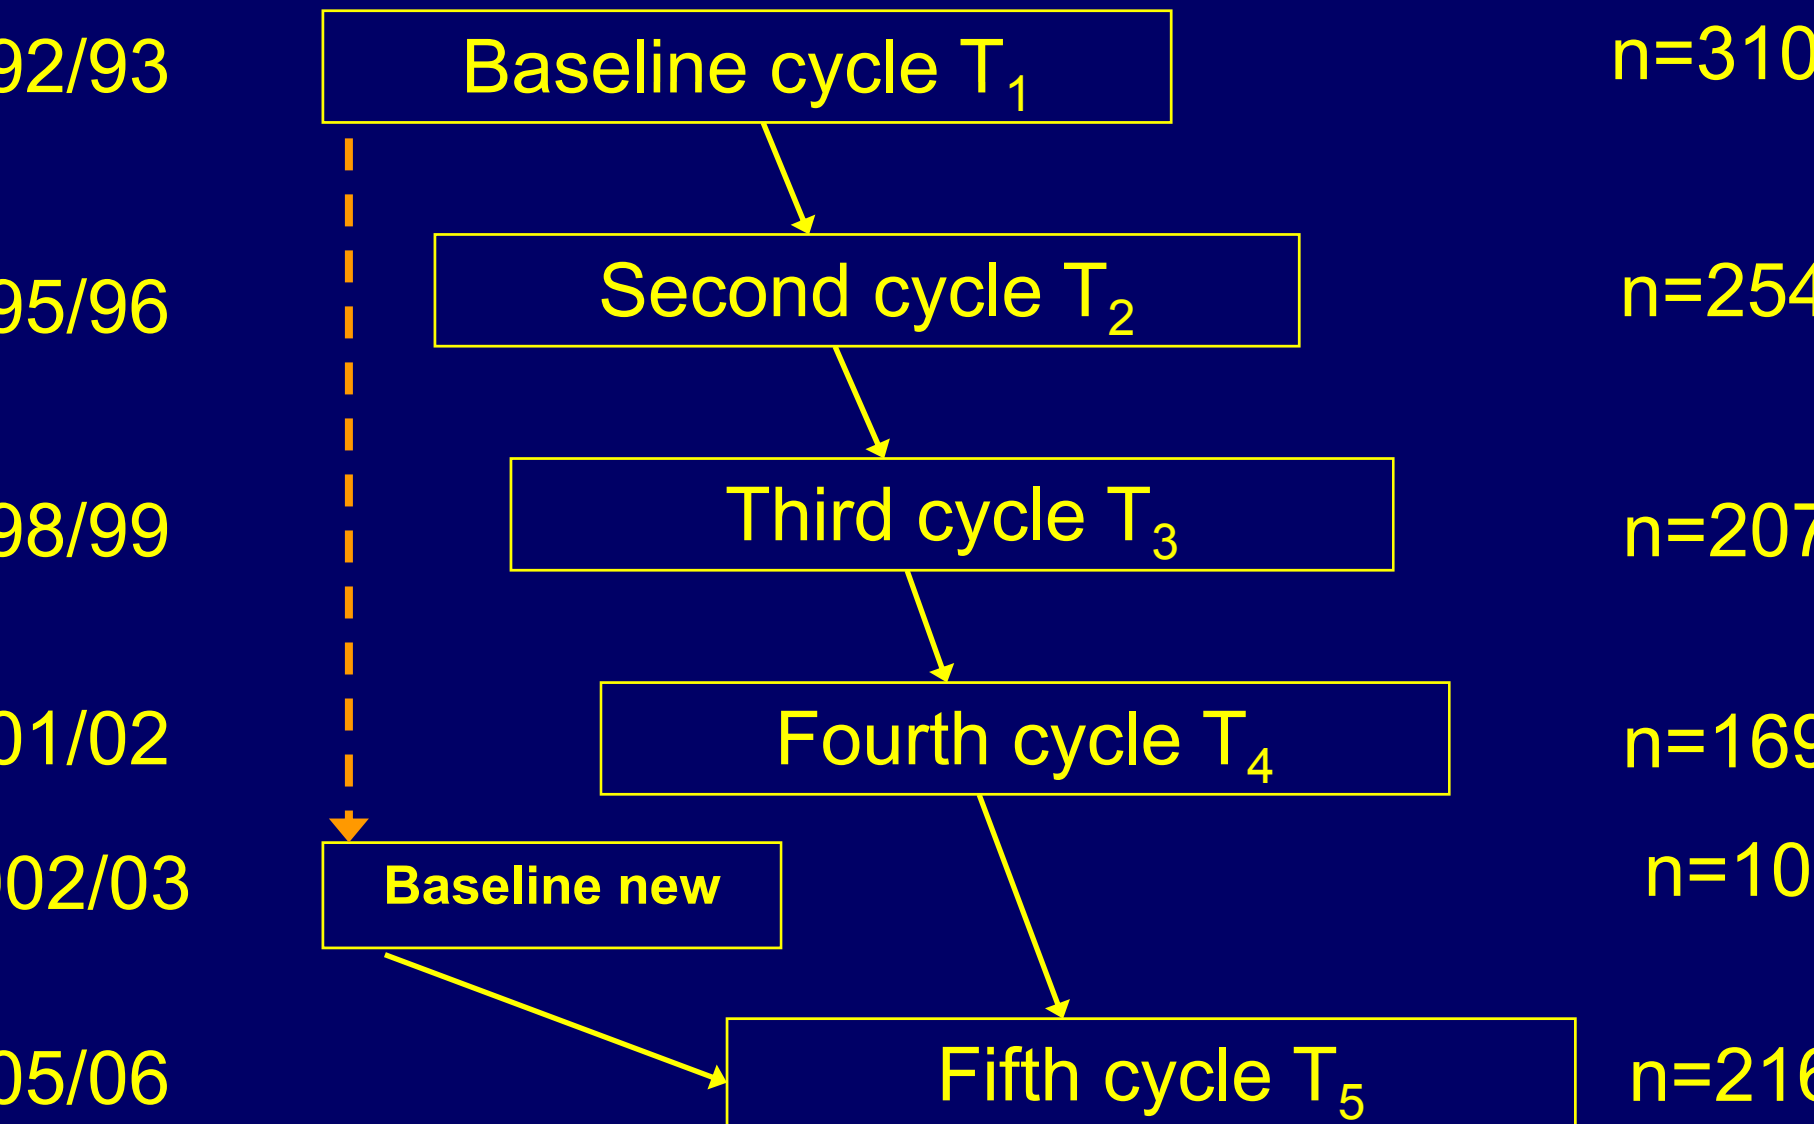 92/93 Baseline cycle T₁ n=310
95/96 Second cycle T₂ n=254
98/99 Third cycle T₃ n=207
01/02 Fourth cycle T₄ n=169
02/03 Baseline new n=10
05/06 Fifth cycle T₅ n=216